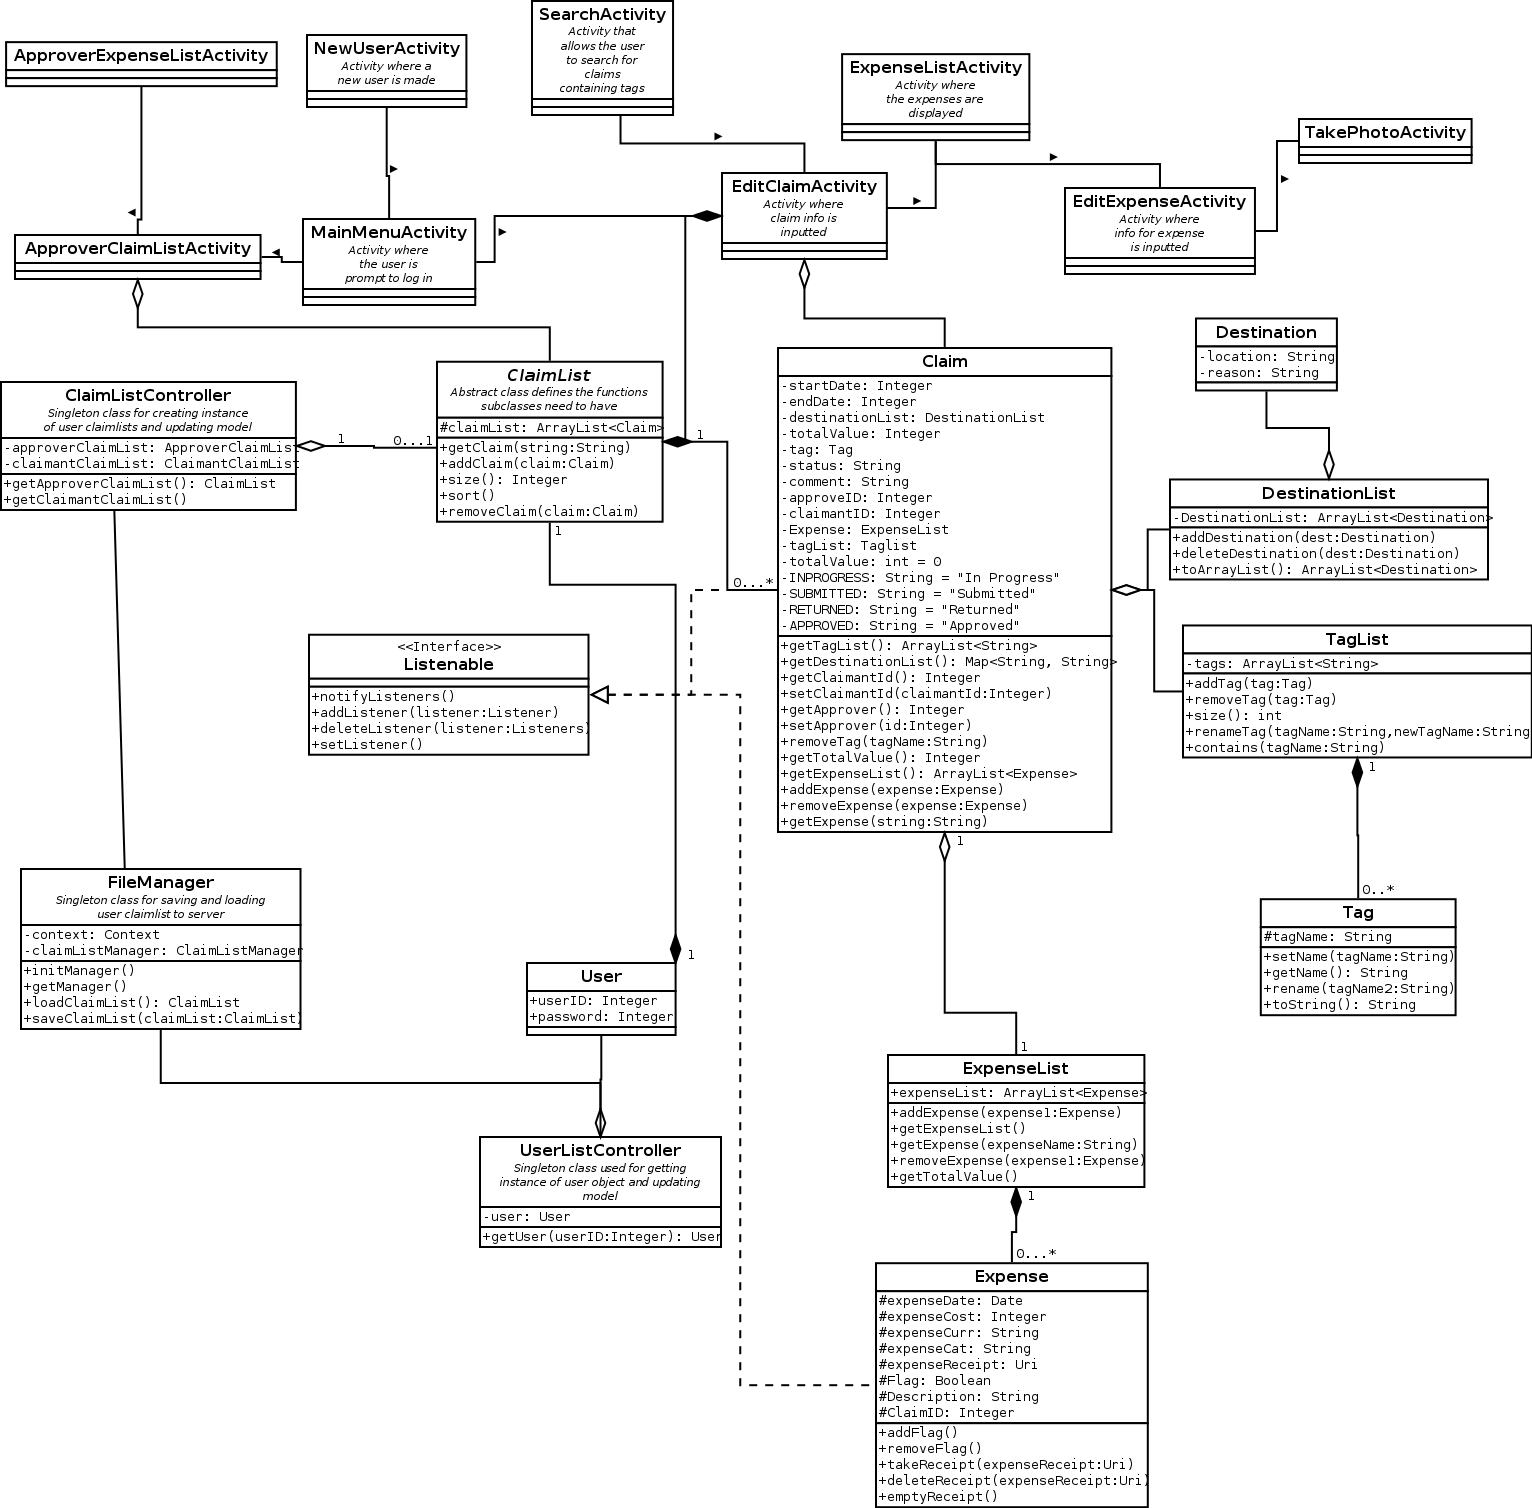 SearchActivity
Activity that
allows the user
to search for
claims
containing tags
ApproverExpenseListActivity
NewUserActivity
Activity where a
new user is made
ExpenseListActivity
Activity where
the expenses are
displayed
TakePhotoActivity
EditClaimActivity
Activity where
claim info is
inputted
EditExpenseActivity
Activity where
info for expense
is inputted
ApproverClaimListActivity
MainMenuActivity
Activity where
the user is
prompt to log in
Destination
-location: String
-reason: String
ClaimListController
Singleton class for creating instance
of user claimlists and updating model
-approverClaimList: ApproverClaimList
-claimantClaimList: ClaimantClaimList
+getApproverClaimList(): ClaimList
+getClaimantClaimList()
1
0...1
ClaimList
Abstract class defines the functions
subclasses need to have
#claimList: ArrayList<Claim>
+getClaim(string:String)
+addClaim(claim:Claim)
+size(): Integer
+sort()
+removeClaim(claim:Claim)
1
1
0...*
Claim
-startDate: Integer
-endDate: Integer
-destinationList: DestinationList
-totalValue: Integer
-tag: Tag
-status: String
-comment: String
-approveID: Integer
-claimantID: Integer
-Expense: ExpenseList
-tagList: Taglist
-totalValue: int = 0
-INPROGRESS: String = "In Progress"
-SUBMITTED: String = "Submitted"
-RETURNED: String = "Returned"
-APPROVED: String = "Approved"
+getTagList(): ArrayList<String>
+getDestinationList(): Map<String, String>
+getClaimantId(): Integer
+setClaimantId(claimantId:Integer)
+getApprover(): Integer
+setApprover(id:Integer)
+removeTag(tagName:String)
+getTotalValue(): Integer
+getExpenseList(): ArrayList<Expense>
+addExpense(expense:Expense)
+removeExpense(expense:Expense)
+getExpense(string:String)
1
DestinationList
-DestinationList: ArrayList<Destination>
+addDestination(dest:Destination)
+deleteDestination(dest:Destination)
+toArrayList(): ArrayList<Destination>
TagList
-tags: ArrayList<String>
+addTag(tag:Tag)
+removeTag(tag:Tag)
+size(): int
+renameTag(tagName:String,newTagName:String
+contains(tagName:String)
1
0..*
<<Interface>>
Listenable
+notifyListeners()
+addListener(listener:Listener)
+deleteListener(listener:Listeners)
+setListener()
FileManager
Singleton class for saving and loading
user claimlist to server
-context: Context
-claimListManager: ClaimListManager
+initManager()
+getManager()
+loadClaimList(): ClaimList
+saveClaimList(claimList:ClaimList)
1
User
+userID: Integer
+password: Integer
Tag
#tagName: String
+setName(tagName:String)
+getName(): String
+rename(tagName2:String)
+toString(): String
1
ExpenseList
+expenseList: ArrayList<Expense>
+addExpense(expense1:Expense)
+getExpenseList()
+getExpense(expenseName:String)
+removeExpense(expense1:Expense)
+getTotalValue()
1
0...*
UserListController
Singleton class used for getting
instance of user object and updating
model
-user: User
+getUser(userID:Integer): User
Expense
#expenseDate: Date
#expenseCost: Integer
#expenseCurr: String
#expenseCat: String
#expenseReceipt: Uri
#Flag: Boolean
#Description: String
#ClaimID: Integer
+addFlag()
+removeFlag()
+takeReceipt(expenseReceipt:Uri)
+deleteReceipt(expenseReceipt:Uri)
+emptyReceipt()